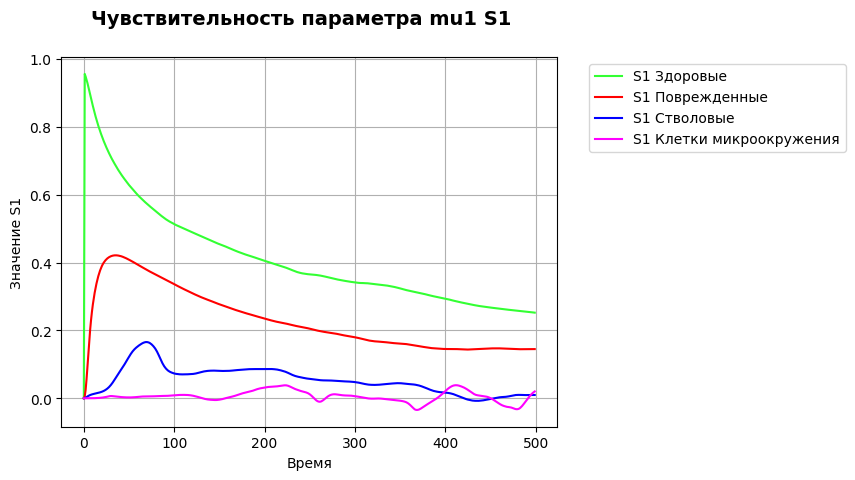 Чувствительность параметра mu1 S1
S1 Здоровые
S1 Поврежденные
S1 Стволовые
S1 Клетки микроокружения
Значение S1
1.0
0.8
0.6
0.4
0.2
0.0
0
100
200
300
400
500
Время